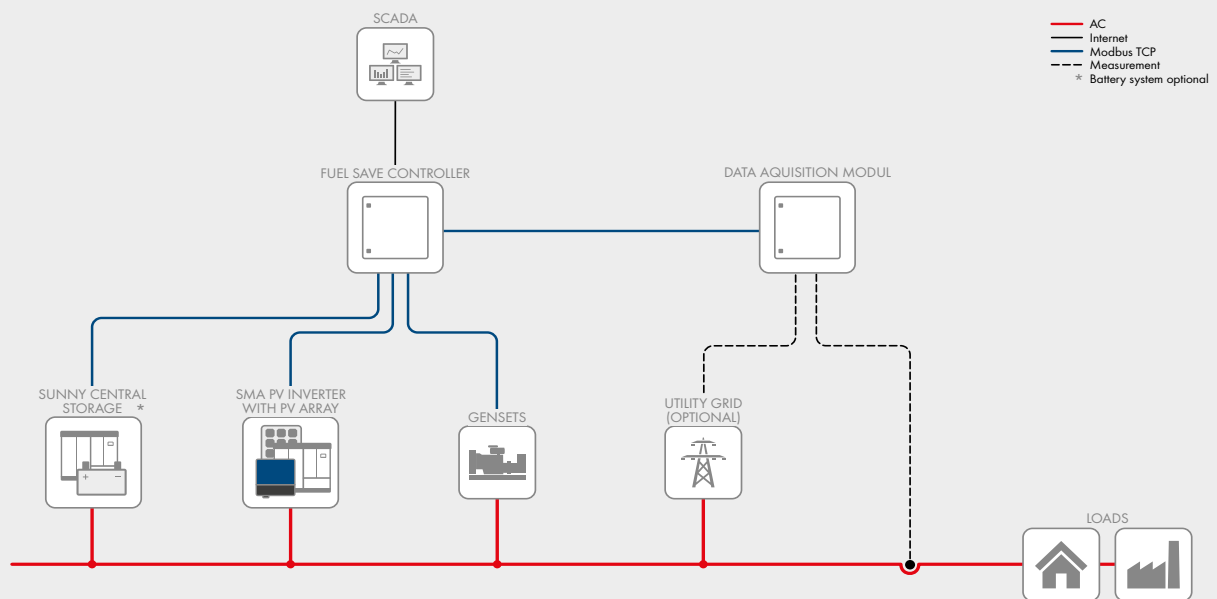 SCADA
AC
Internet
Modbus TCP
Measurement
* Battery system optional
FUEL SAVE CONTROLLER
DATA AQUISITION MODUL
SUNNY CENTRAL
STORAGE *
SMA PV INVERTER
WITH PV ARRAY
GENSETS
UTILITY GRID
(OPTIONAL)
+ −
LOADS